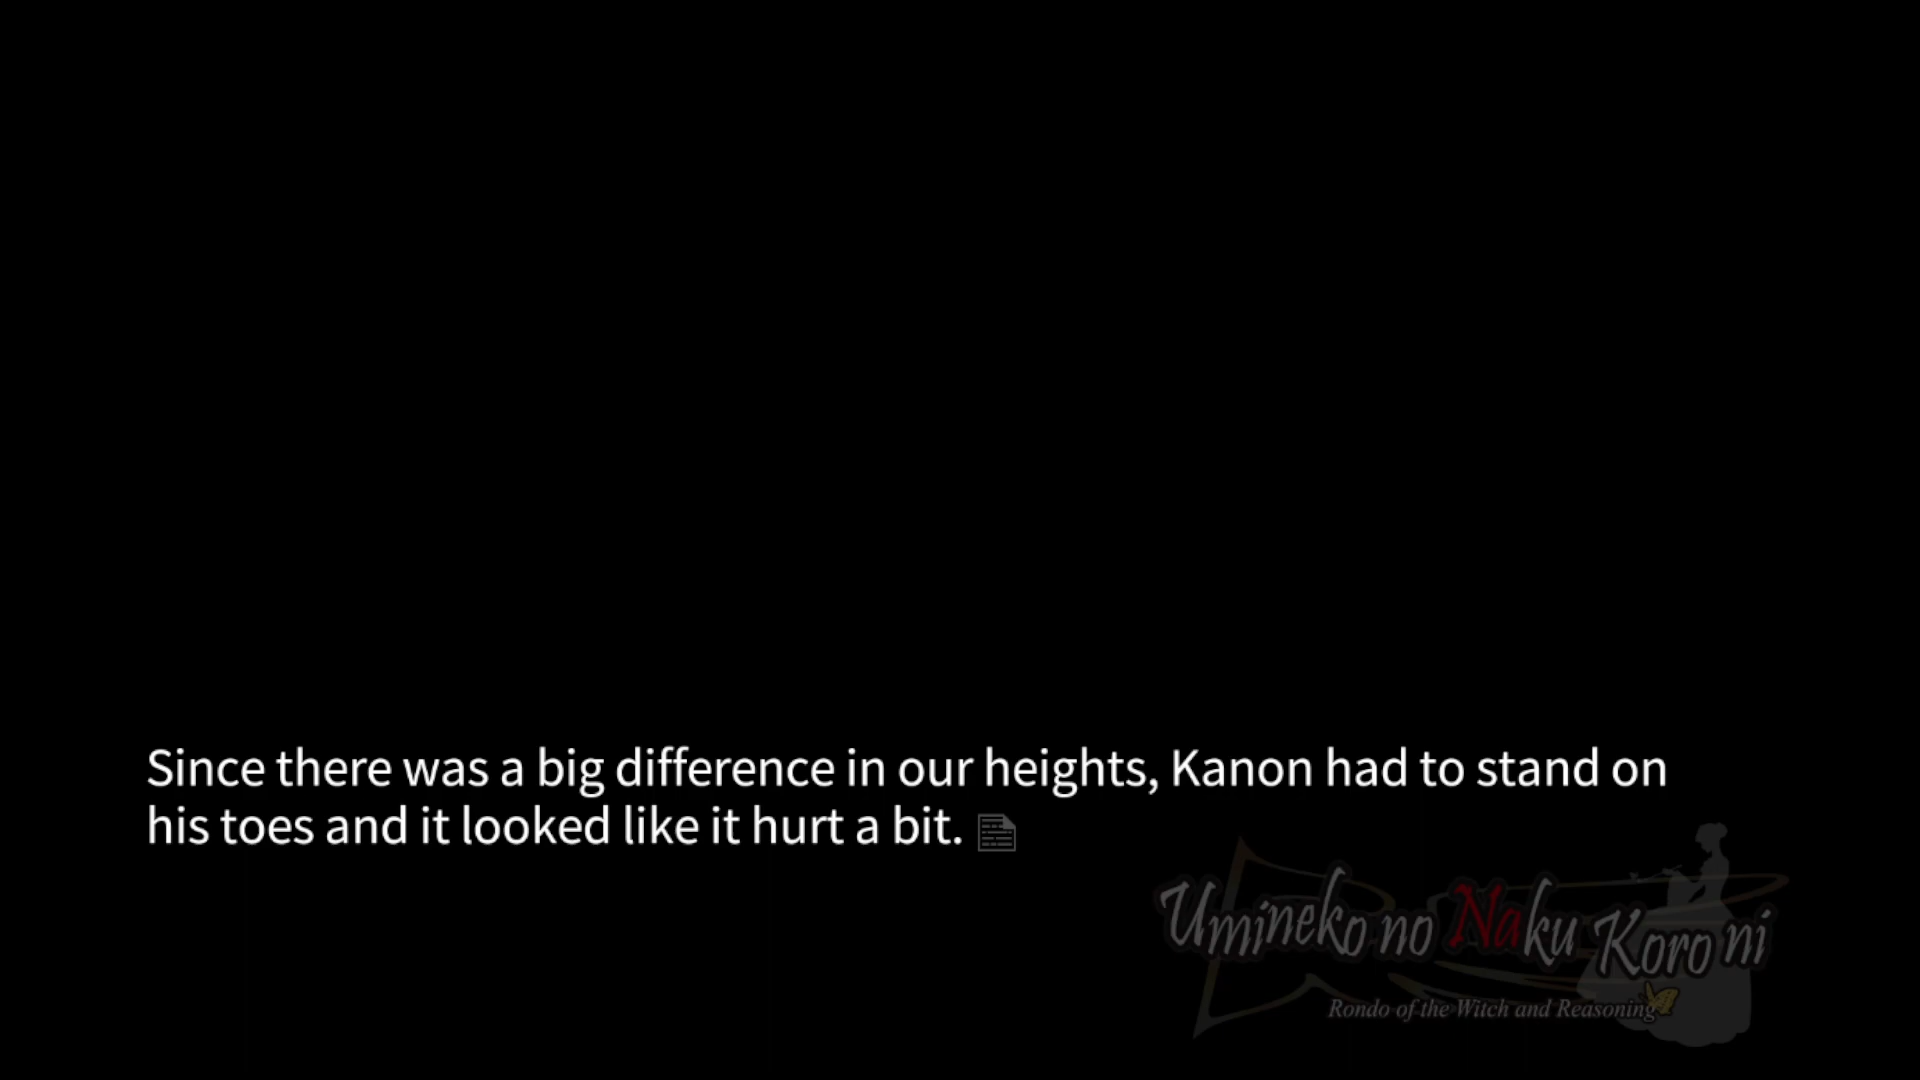 Since there was a big difference in our heights, Kanon had to stand on
his toes and it looked like it hurt a bit.
Umineko no Naku Koro ni
Rondo of the Witch and Reasoning